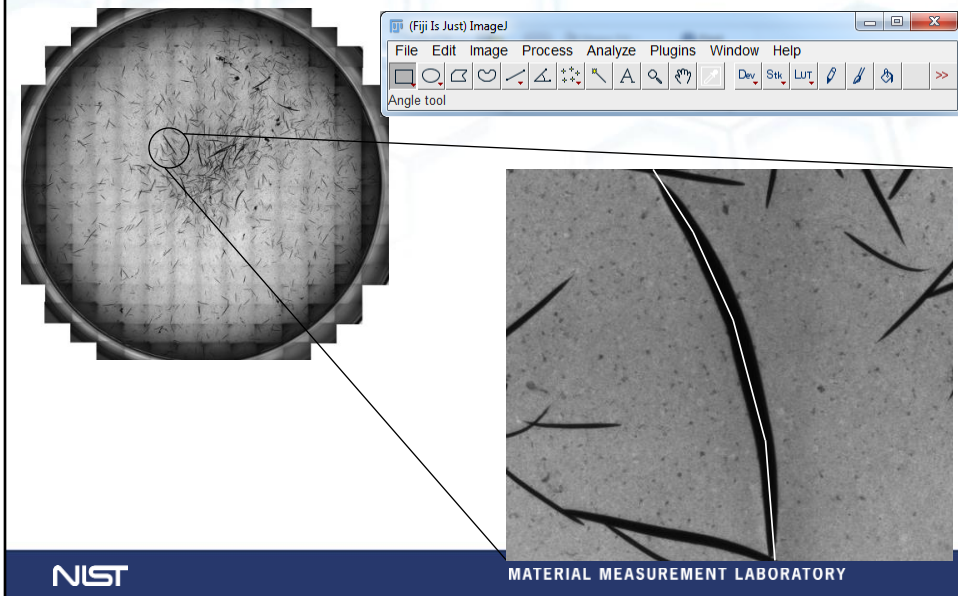 (Fiji Is Just) ImageJ
File Edit Image Process Analyze Plugins Window Help
A Dev Stk LUT >>
Angle tool
NIST
MATERIAL MEASUREMENT LABORATORY